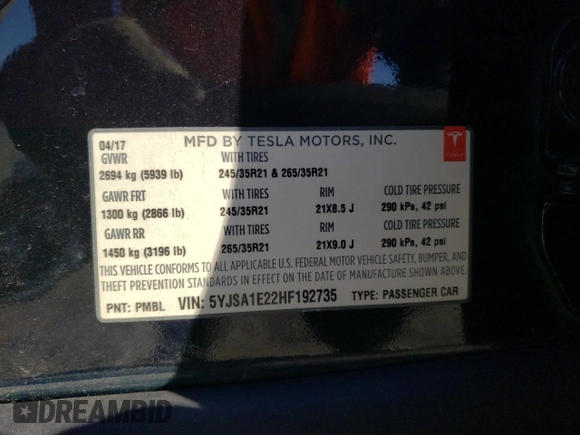 04/17 MFD BY TESLA MOTORS, INC.
GVWR WITH TIRES
2694 kg (5939 lb) 245/35R21 & 265/35R21
GAWR FRT WITH TIRES RIM COLD TIRE PRESSURE
1300 kg (2866 lb) 245/35R21 21X8.5 J 290 kPa, 42 psi
GAWR RR WITH TIRES RIM COLD TIRE PRESSURE
1450 kg (3196 lb) 265/35R21 21X9.0 J 290 kPa, 42 psi
THIS VEHICLE CONFORMS TO ALL APPLICABLE U.S. FEDERAL MOTOR VEHICLE SAFETY, BUMPER, AND
THEFT PREVENTION STANDARDS IN EFFECT ON THE DATE OF MANUFACTURE SHOWN ABOVE.
PNT: PMBL VIN: 5YJSA1E22HF192735 TYPE: PASSENGER CAR
DREAMBID